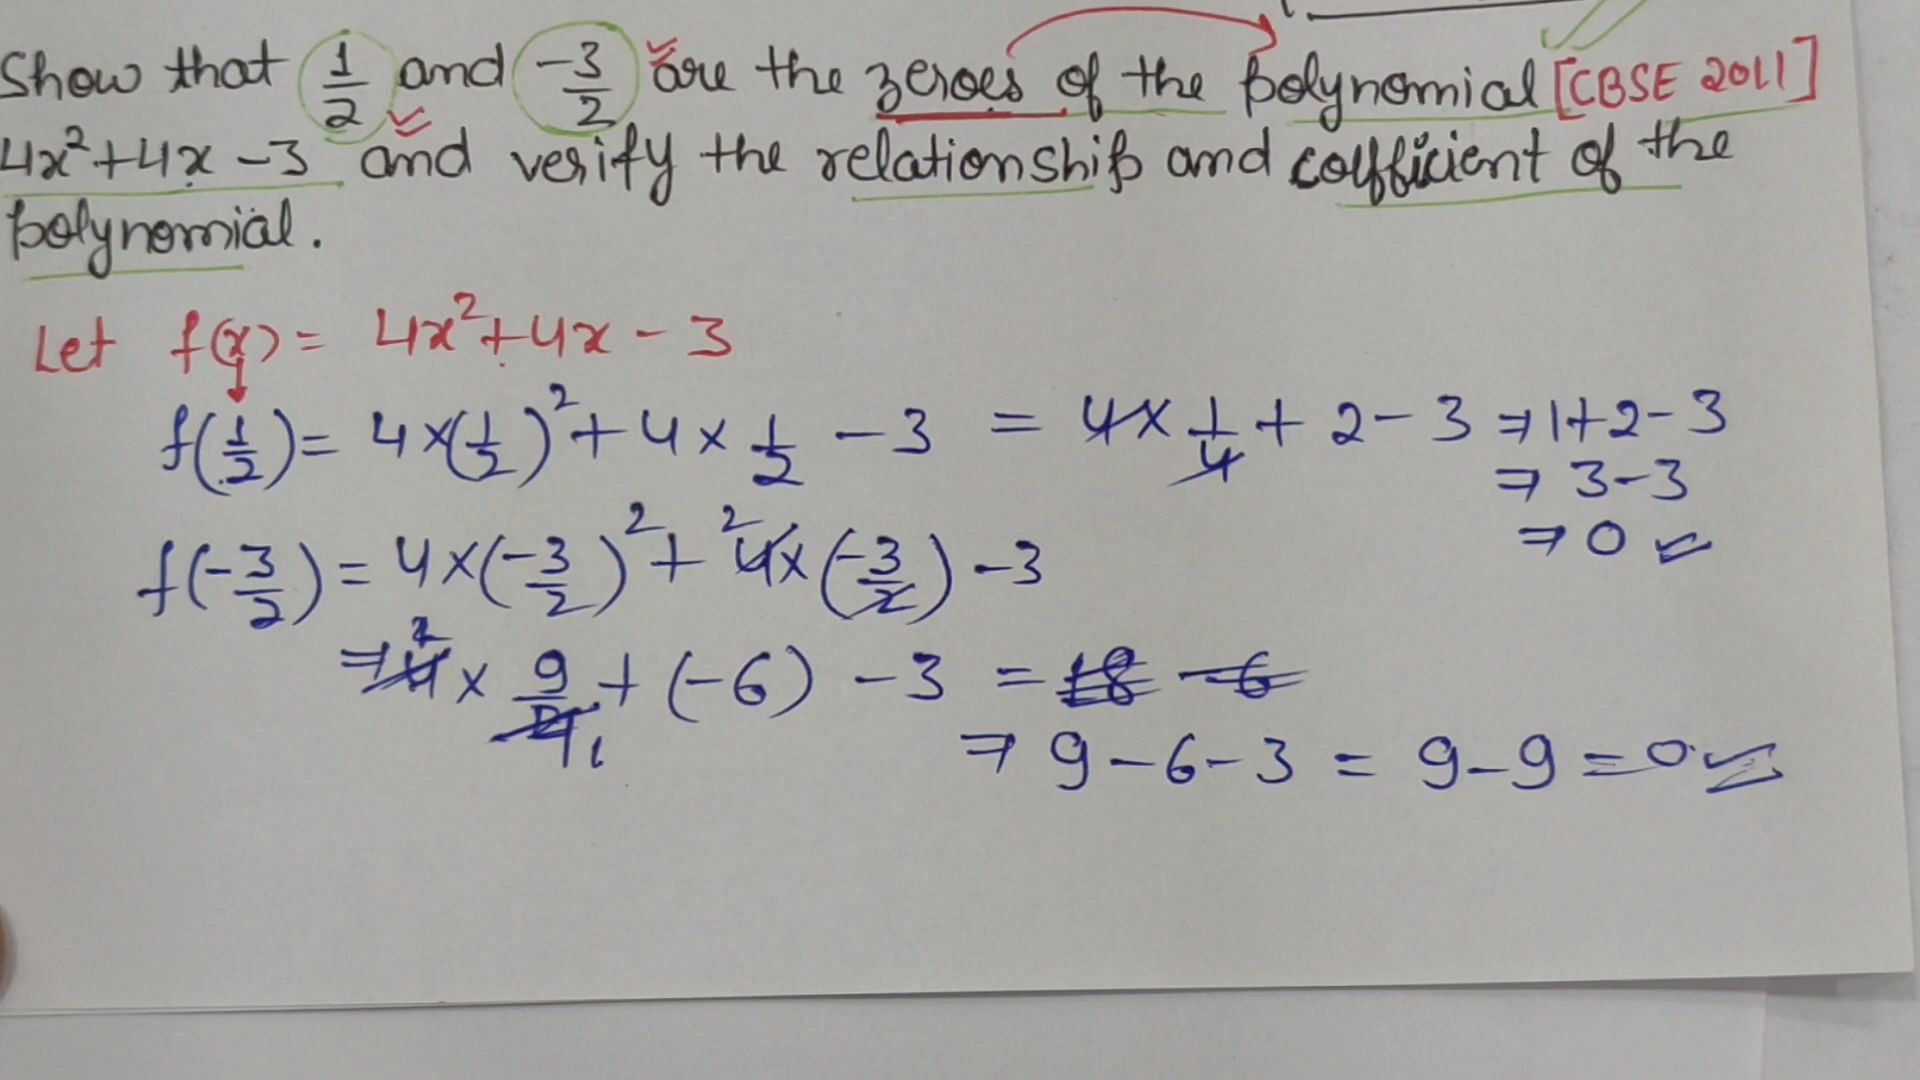 Show that 1/2 and -3/2 are the zeroes of the polynomial [CBSE 2011]
4x²+4x-3 and verify the relationship and coefficient of the
polynomial.
Let f(x) = 4x²+4x-3
f(1/2) = 4×(1/2)²+4×1/2-3 = 4×1/4+2-3 ⇒1+2-3
⇒ 3-3
⇒ 0
f(-3/2) = 4×(-3/2)²+ ²4×(-3/2)-3
⇒4× 9/4 + (-6) -3 = 18 -6
⇒ 9-6-3 = 9-9=0